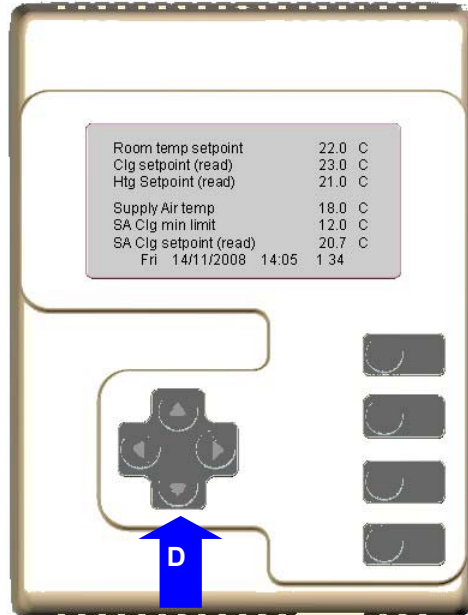 Room temp setpoint 22.0 C
Clg setpoint (read) 23.0 C
Htg Setpoint (read) 21.0 C
Supply Air temp 18.0 C
SA Clg min limit 12.0 C
SA Clg setpoint (read) 20.7 C
Fri 14/11/2008 14:05 1 34
D